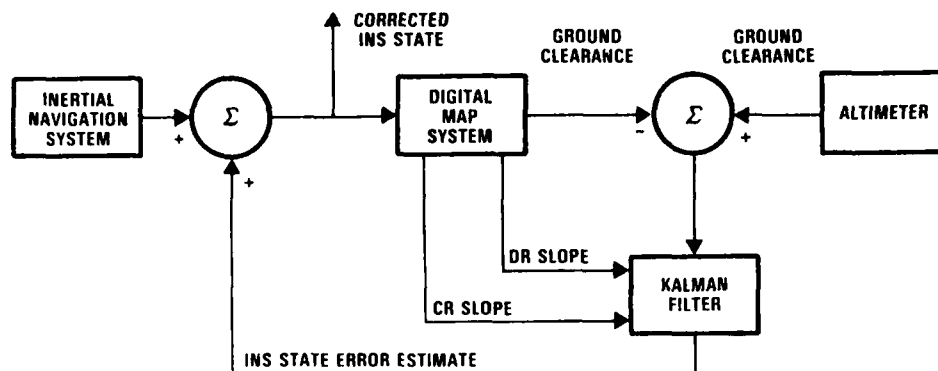 CORRECTED
INS STATE
GROUND
CLEARANCE
GROUND
CLEARANCE
INERTIAL
NAVIGATION
SYSTEM
+
Σ
+
DIGITAL
MAP
SYSTEM
−
Σ
+
ALTIMETER
DR SLOPE
CR SLOPE
KALMAN
FILTER
INS STATE ERROR ESTIMATE